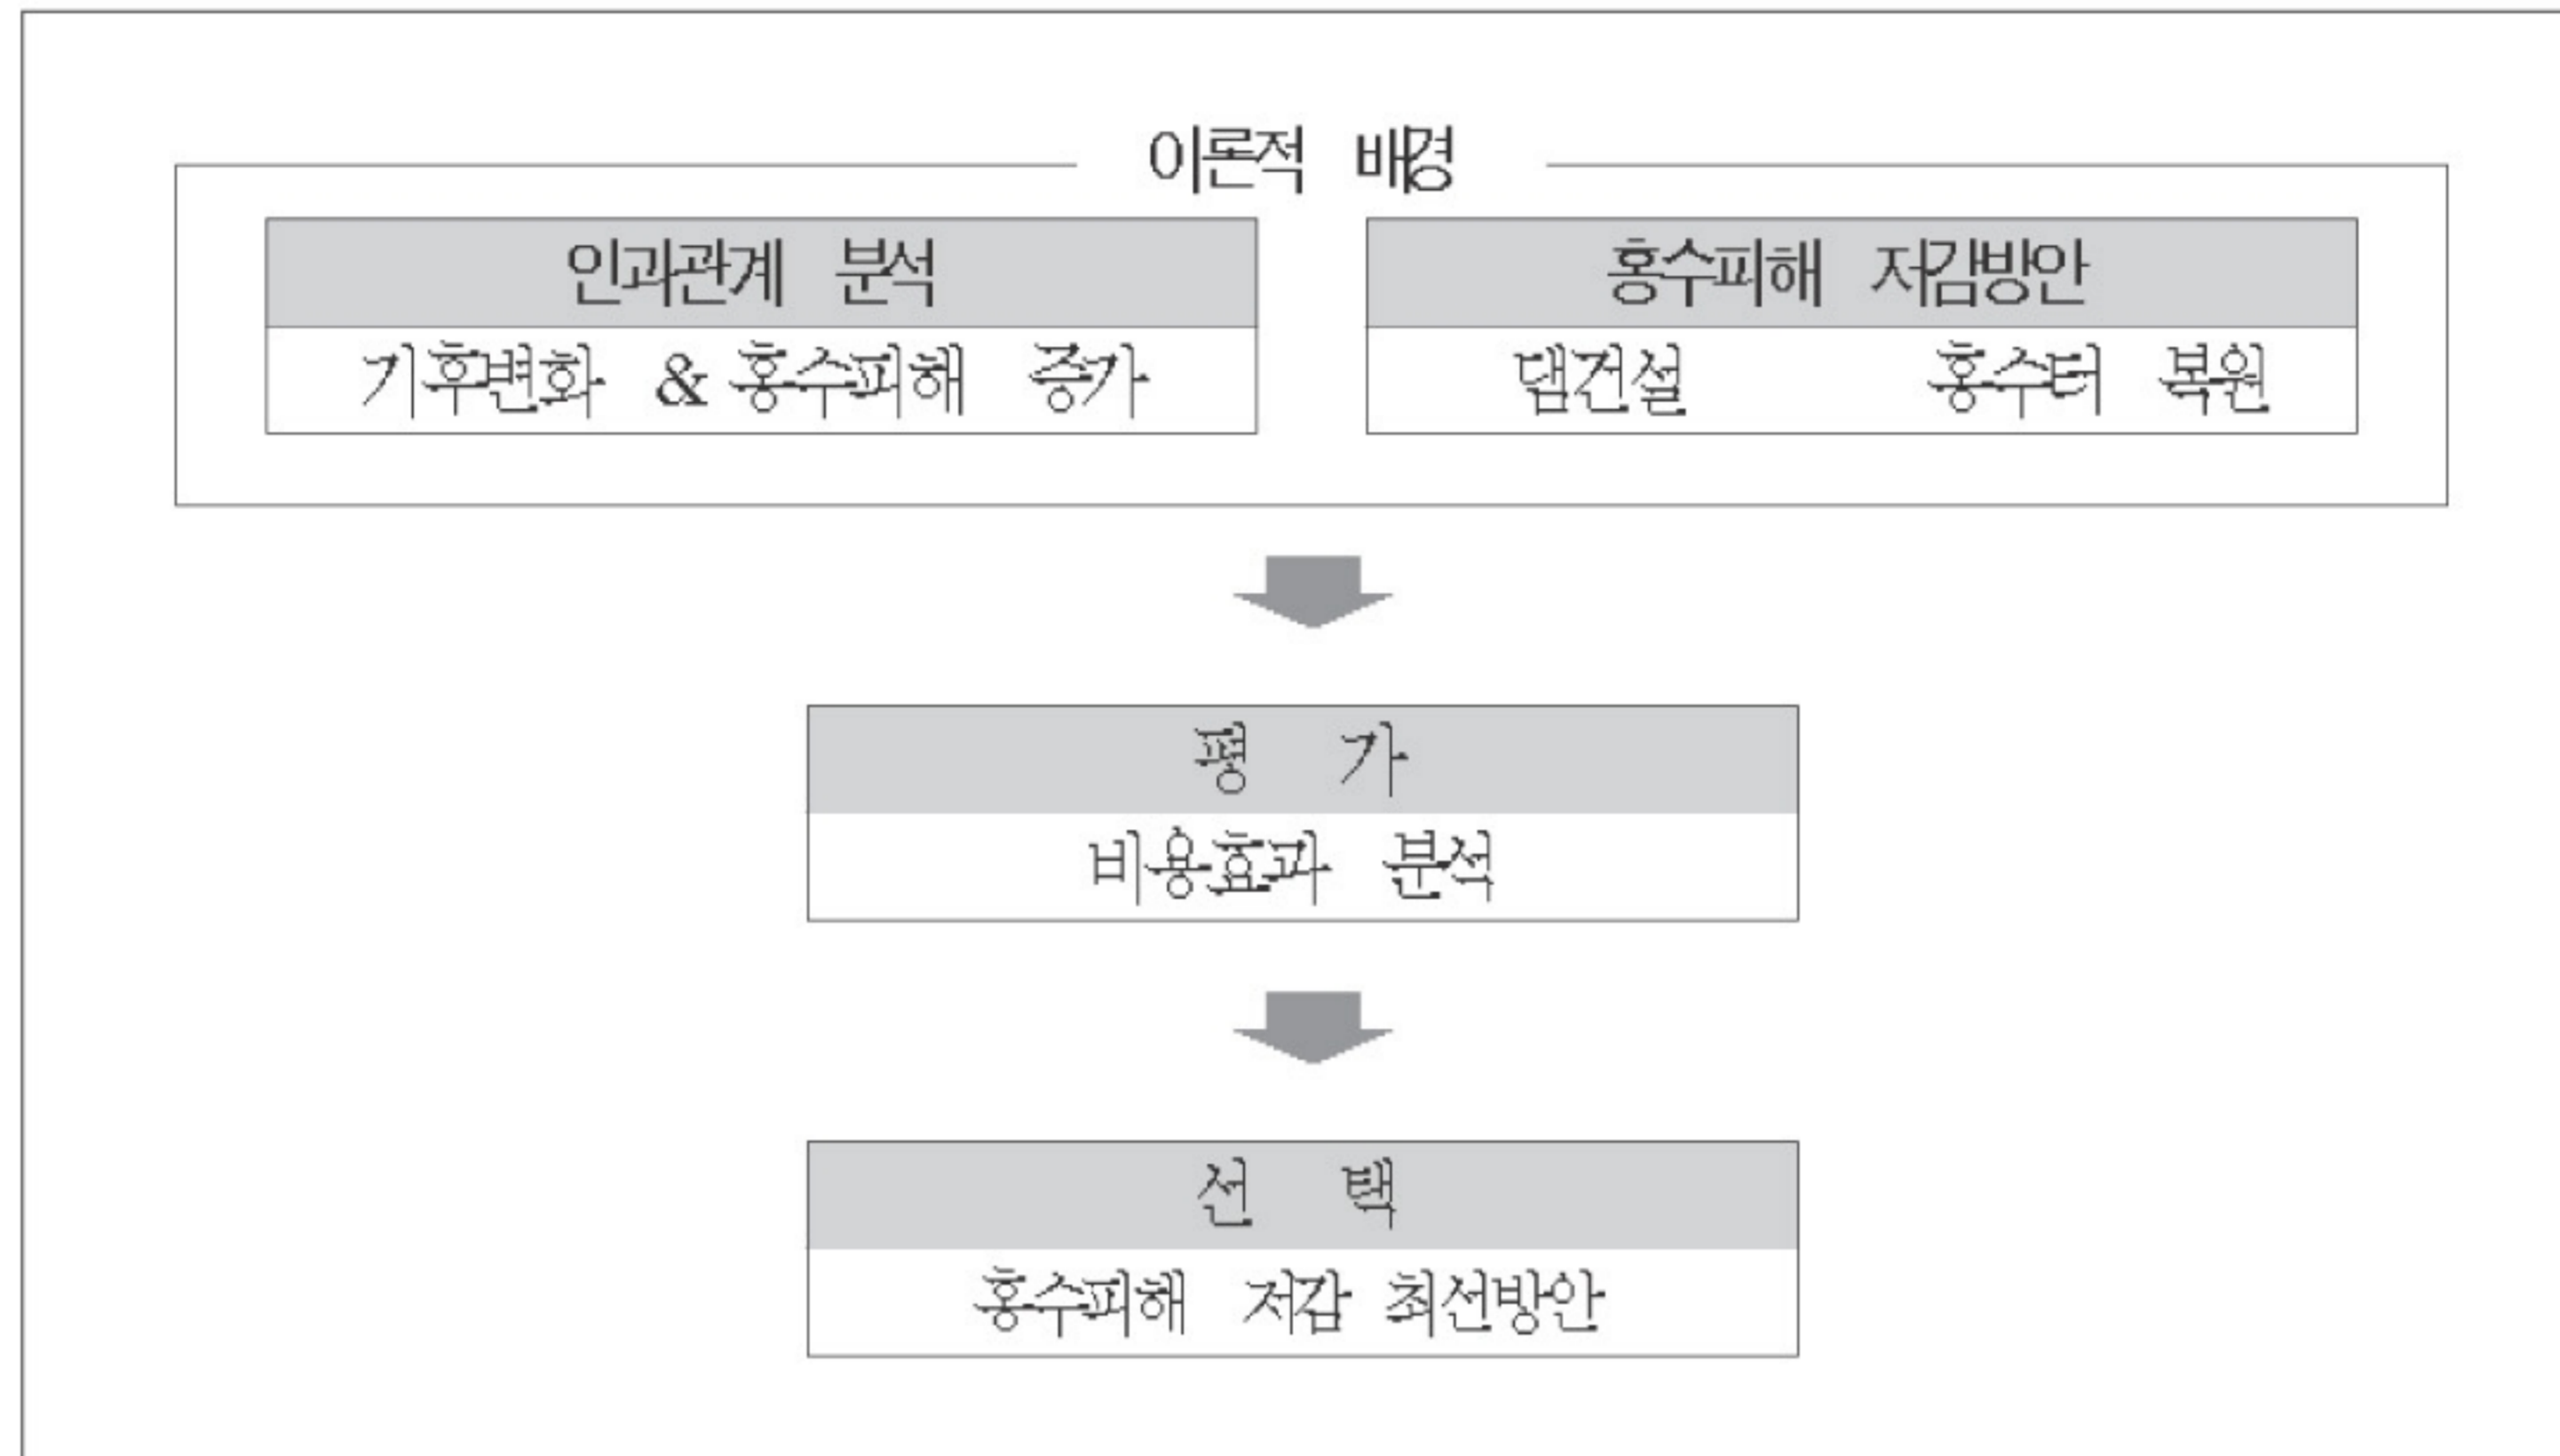 이론적 배경
인과관계 분석
기후변화 & 홍수피해 증가
홍수피해 저감방안
댐건설 홍수터 복원
평 가
비용효과 분석
선 택
홍수피해 저감 최선방안